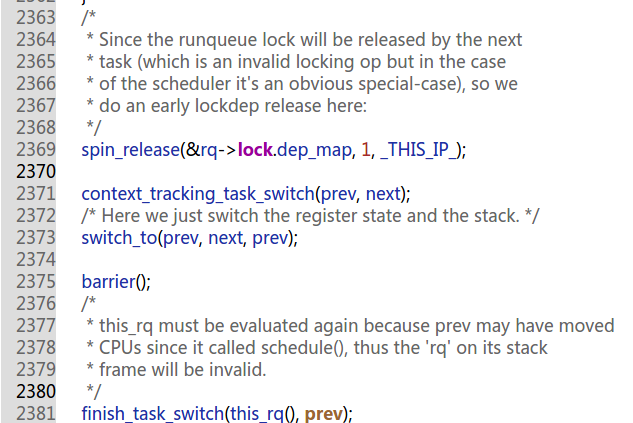 2363 /*
2364 * Since the runqueue lock will be released by the next
2365 * task (which is an invalid locking op but in the case
2366 * of the scheduler it's an obvious special-case), so we
2367 * do an early lockdep release here:
2368 */
2369 spin_release(&rq->lock.dep_map, 1, _THIS_IP_);
2370
2371 context_tracking_task_switch(prev, next);
2372 /* Here we just switch the register state and the stack. */
2373 switch_to(prev, next, prev);
2374
2375 barrier();
2376 /*
2377 * this_rq must be evaluated again because prev may have moved
2378 * CPUs since it called schedule(), thus the 'rq' on its stack
2379 * frame will be invalid.
2380 */
2381 finish_task_switch(this_rq(), prev);